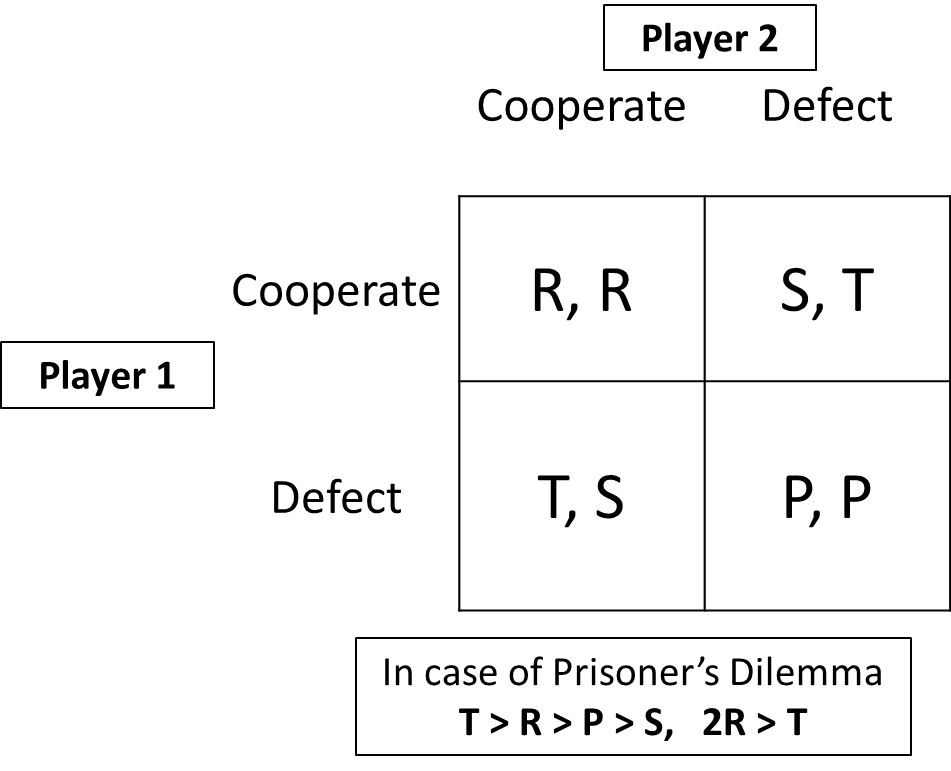 Player 2
Cooperate Defect
Cooperate R, R S, T
Player 1
Defect T, S P, P
In case of Prisoner’s Dilemma
T > R > P > S, 2R > T